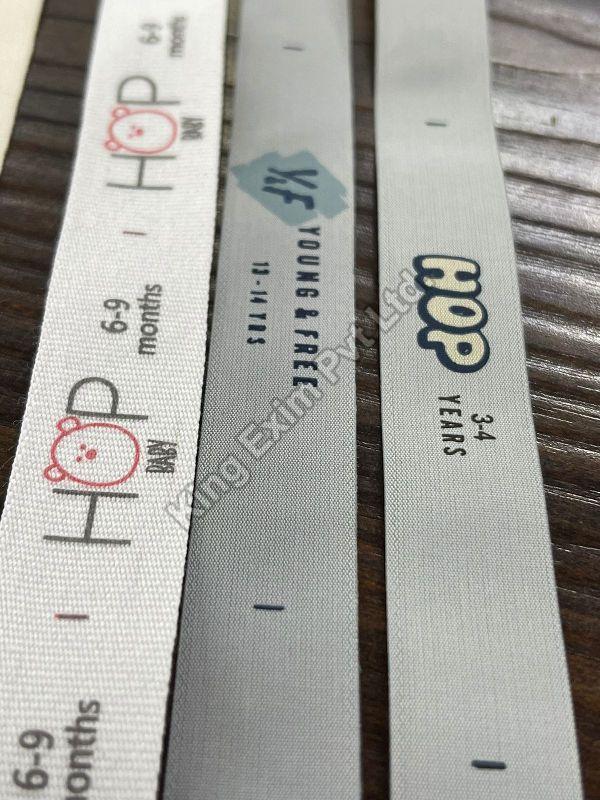 HOP
BABY
6-9
months
HOP
BABY
6-9
months
6-9
months
Y&F
YOUNG & FREE
13-14 YRS
HOP
3-4
YEARS
King Exim Pvt Ltd.